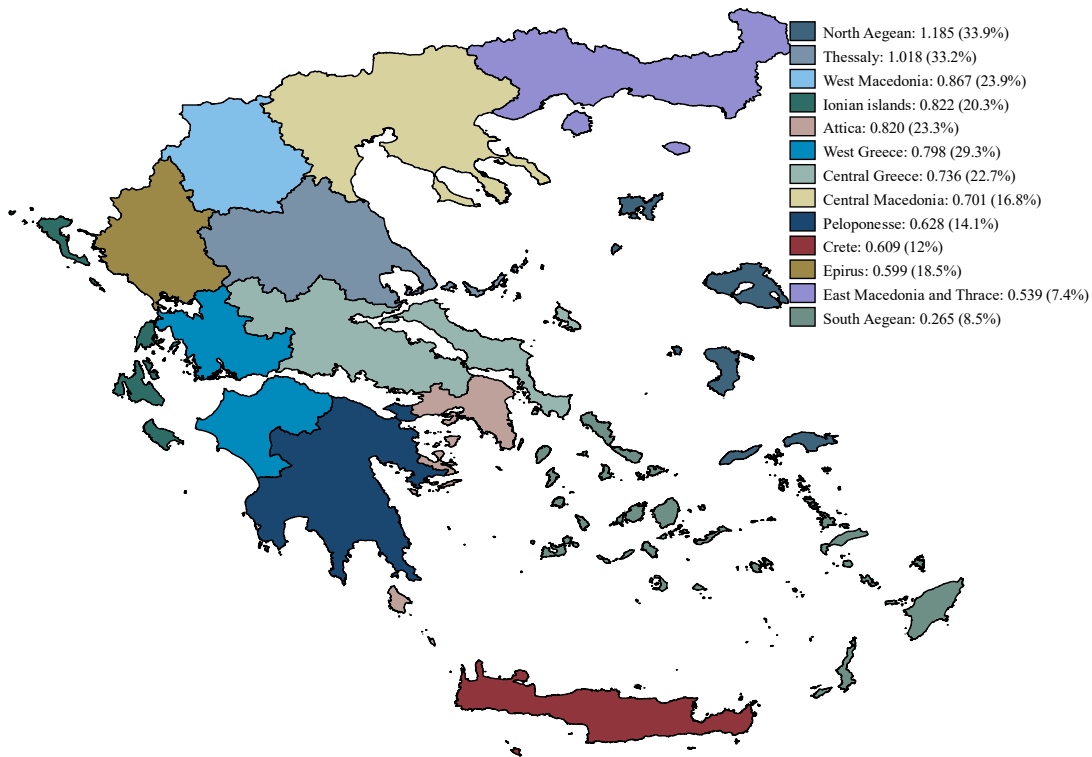 North Aegean: 1.185 (33.9%)
Thessaly: 1.018 (33.2%)
West Macedonia: 0.867 (23.9%)
Ionian islands: 0.822 (20.3%)
Attica: 0.820 (23.3%)
West Greece: 0.798 (29.3%)
Central Greece: 0.736 (22.7%)
Central Macedonia: 0.701 (16.8%)
Peloponnese: 0.628 (14.1%)
Crete: 0.609 (12%)
Epirus: 0.599 (18.5%)
East Macedonia and Thrace: 0.539 (7.4%)
South Aegean: 0.265 (8.5%)